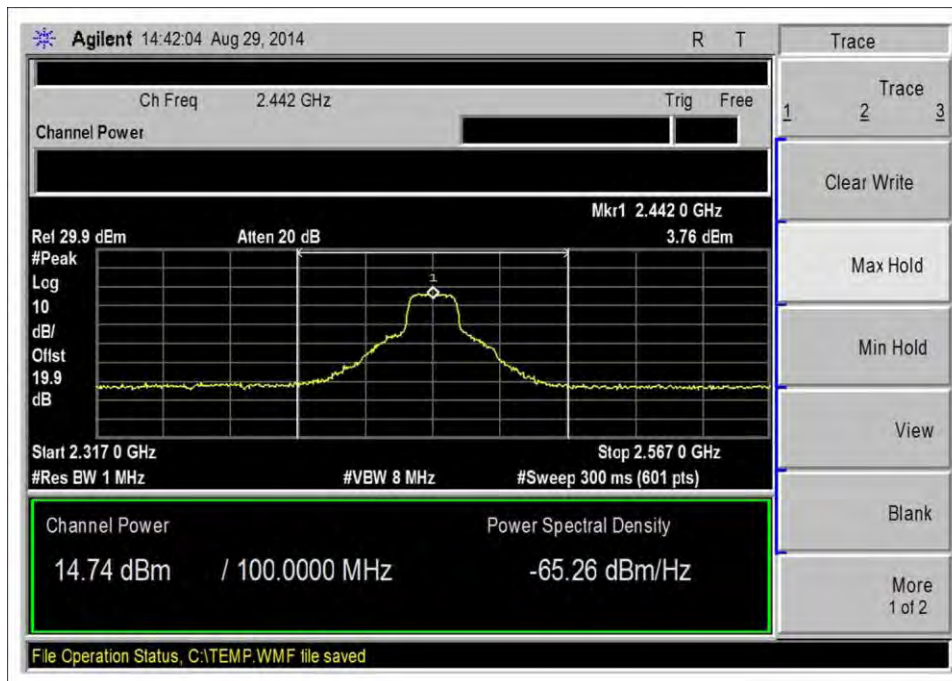 Agilent 14:42:04 Aug 29, 2014 R T
Ch Freq 2.442 GHz Trig Free
Channel Power
Mkr1 2.442 0 GHz
Ref 29.9 dBm Atten 20 dB 3.76 dBm
#Peak
Log
10
dB/
Offst
19.9
dB
1
Start 2.317 0 GHz Stop 2.567 0 GHz
#Res BW 1 MHz #VBW 8 MHz #Sweep 300 ms (601 pts)
Channel Power Power Spectral Density
14.74 dBm / 100.0000 MHz -65.26 dBm/Hz
File Operation Status, C:\TEMP.WMF file saved
Trace
Trace
1 2 3
Clear Write
Max Hold
Min Hold
View
Blank
More
1 of 2